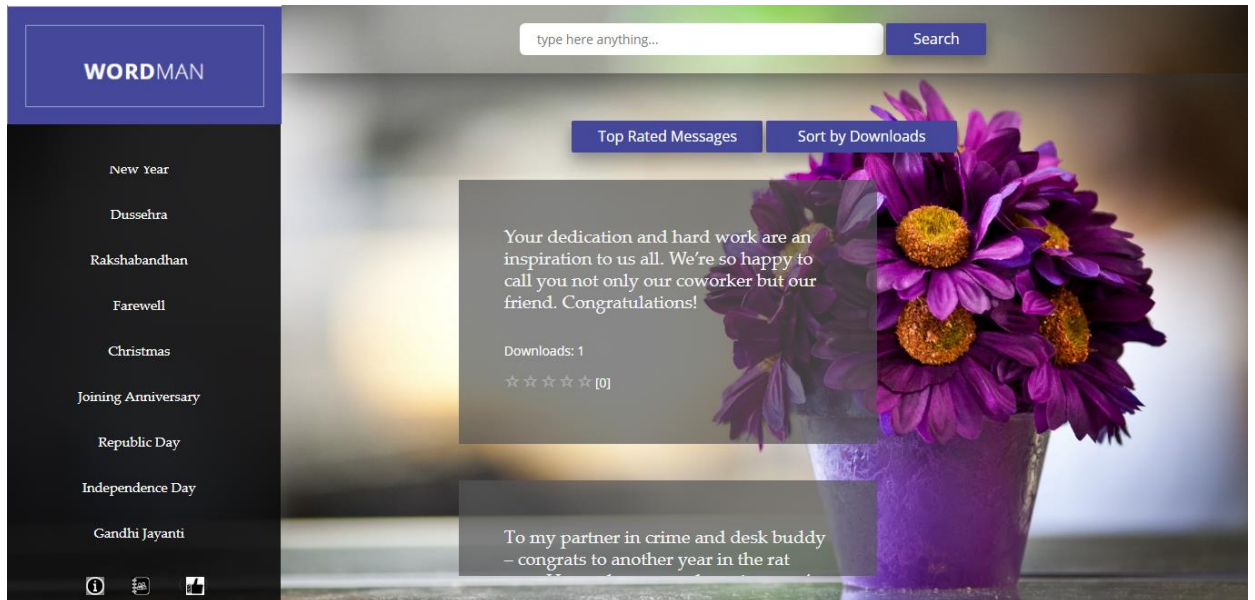 WORDMAN
New Year
Dussehra
Rakshabandhan
Farewell
Christmas
Joining Anniversary
Republic Day
Independence Day
Gandhi Jayanti
type here anything...
Search
Top Rated Messages
Sort by Downloads
Your dedication and hard work are an
inspiration to us all. We're so happy to
call you not only our coworker but our
friend. Congratulations!
Downloads: 1
☆☆☆☆☆[0]
To my partner in crime and desk buddy
– congrats to another year in the rat